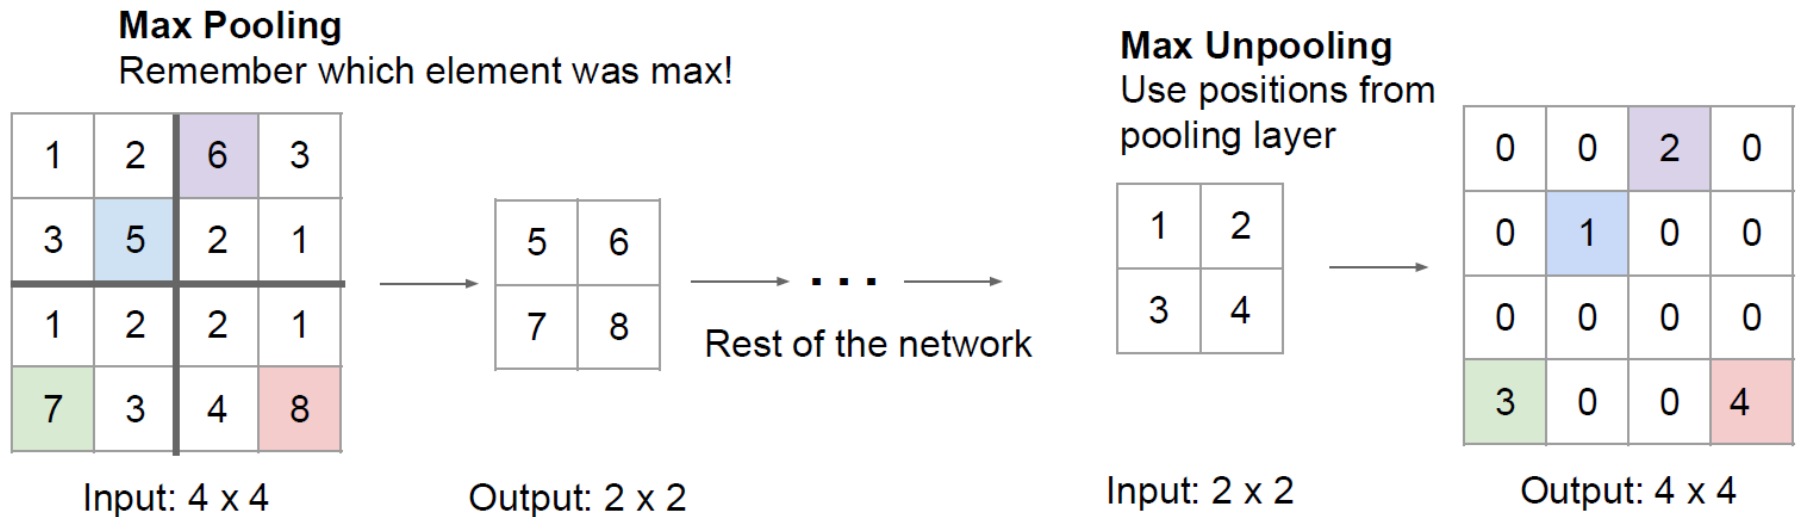 Max Pooling
Remember which element was max!
1 2 6 3
3 5 2 1
1 2 2 1
7 3 4 8
Input: 4 x 4
5 6
7 8
Output: 2 x 2
...
Rest of the network
Max Unpooling
Use positions from
pooling layer
1 2
3 4
Input: 2 x 2
0 0 2 0
0 1 0 0
0 0 0 0
3 0 0 4
Output: 4 x 4